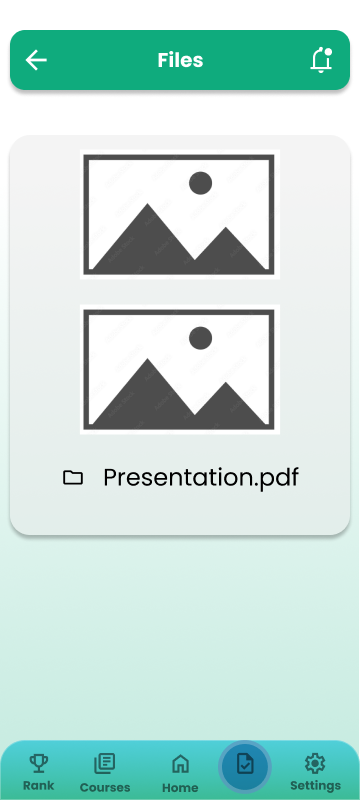 Files
Presentation.pdf
Rank
Courses
Home
Settings